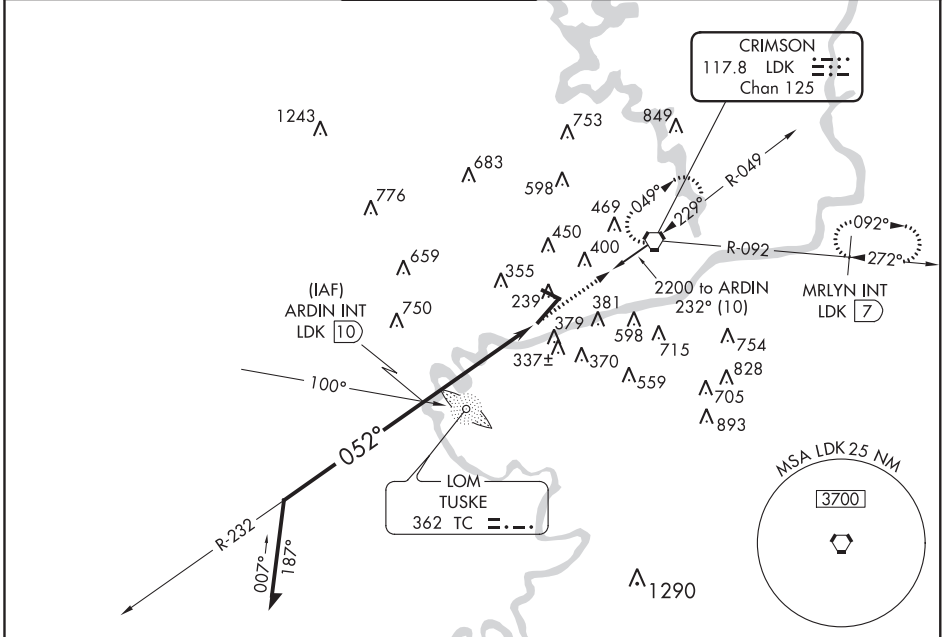 CRIMSON
117.8 LDK
Chan 125
1243
753
849
683
598
R-049
049°
229°
776
469
092°
450
400
R-092
272°
659
355
(IAF)
ARDIN INT
LDK 10
239
2200 to ARDIN
232° (10)
MRLYN INT
LDK 7
750
379
381
598
715
754
337±
370
559
828
705
893
100°
052°
MSA LDK 25 NM
3700
LOM
TUSKE
362 TC
R-232
007°
187°
1290